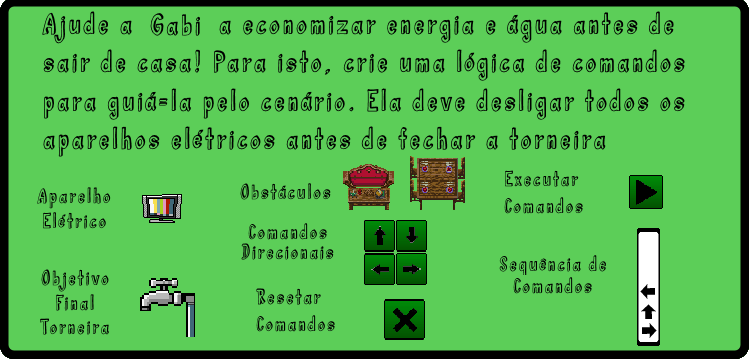 Ajude a Gabi a economizar energia e água antes de
sair de casa! Para isto, crie uma lógica de comandos
para guiá=la pelo cenário. Ela deve desligar todos os
aparelhos elétricos antes de fechar a torneira
Aparelho
Elétrico
Obstáculos
Executar
Comandos
Comandos
Direcionais
Sequência de
Comandos
Objetivo
Final
Torneira
Resetar
Comandos